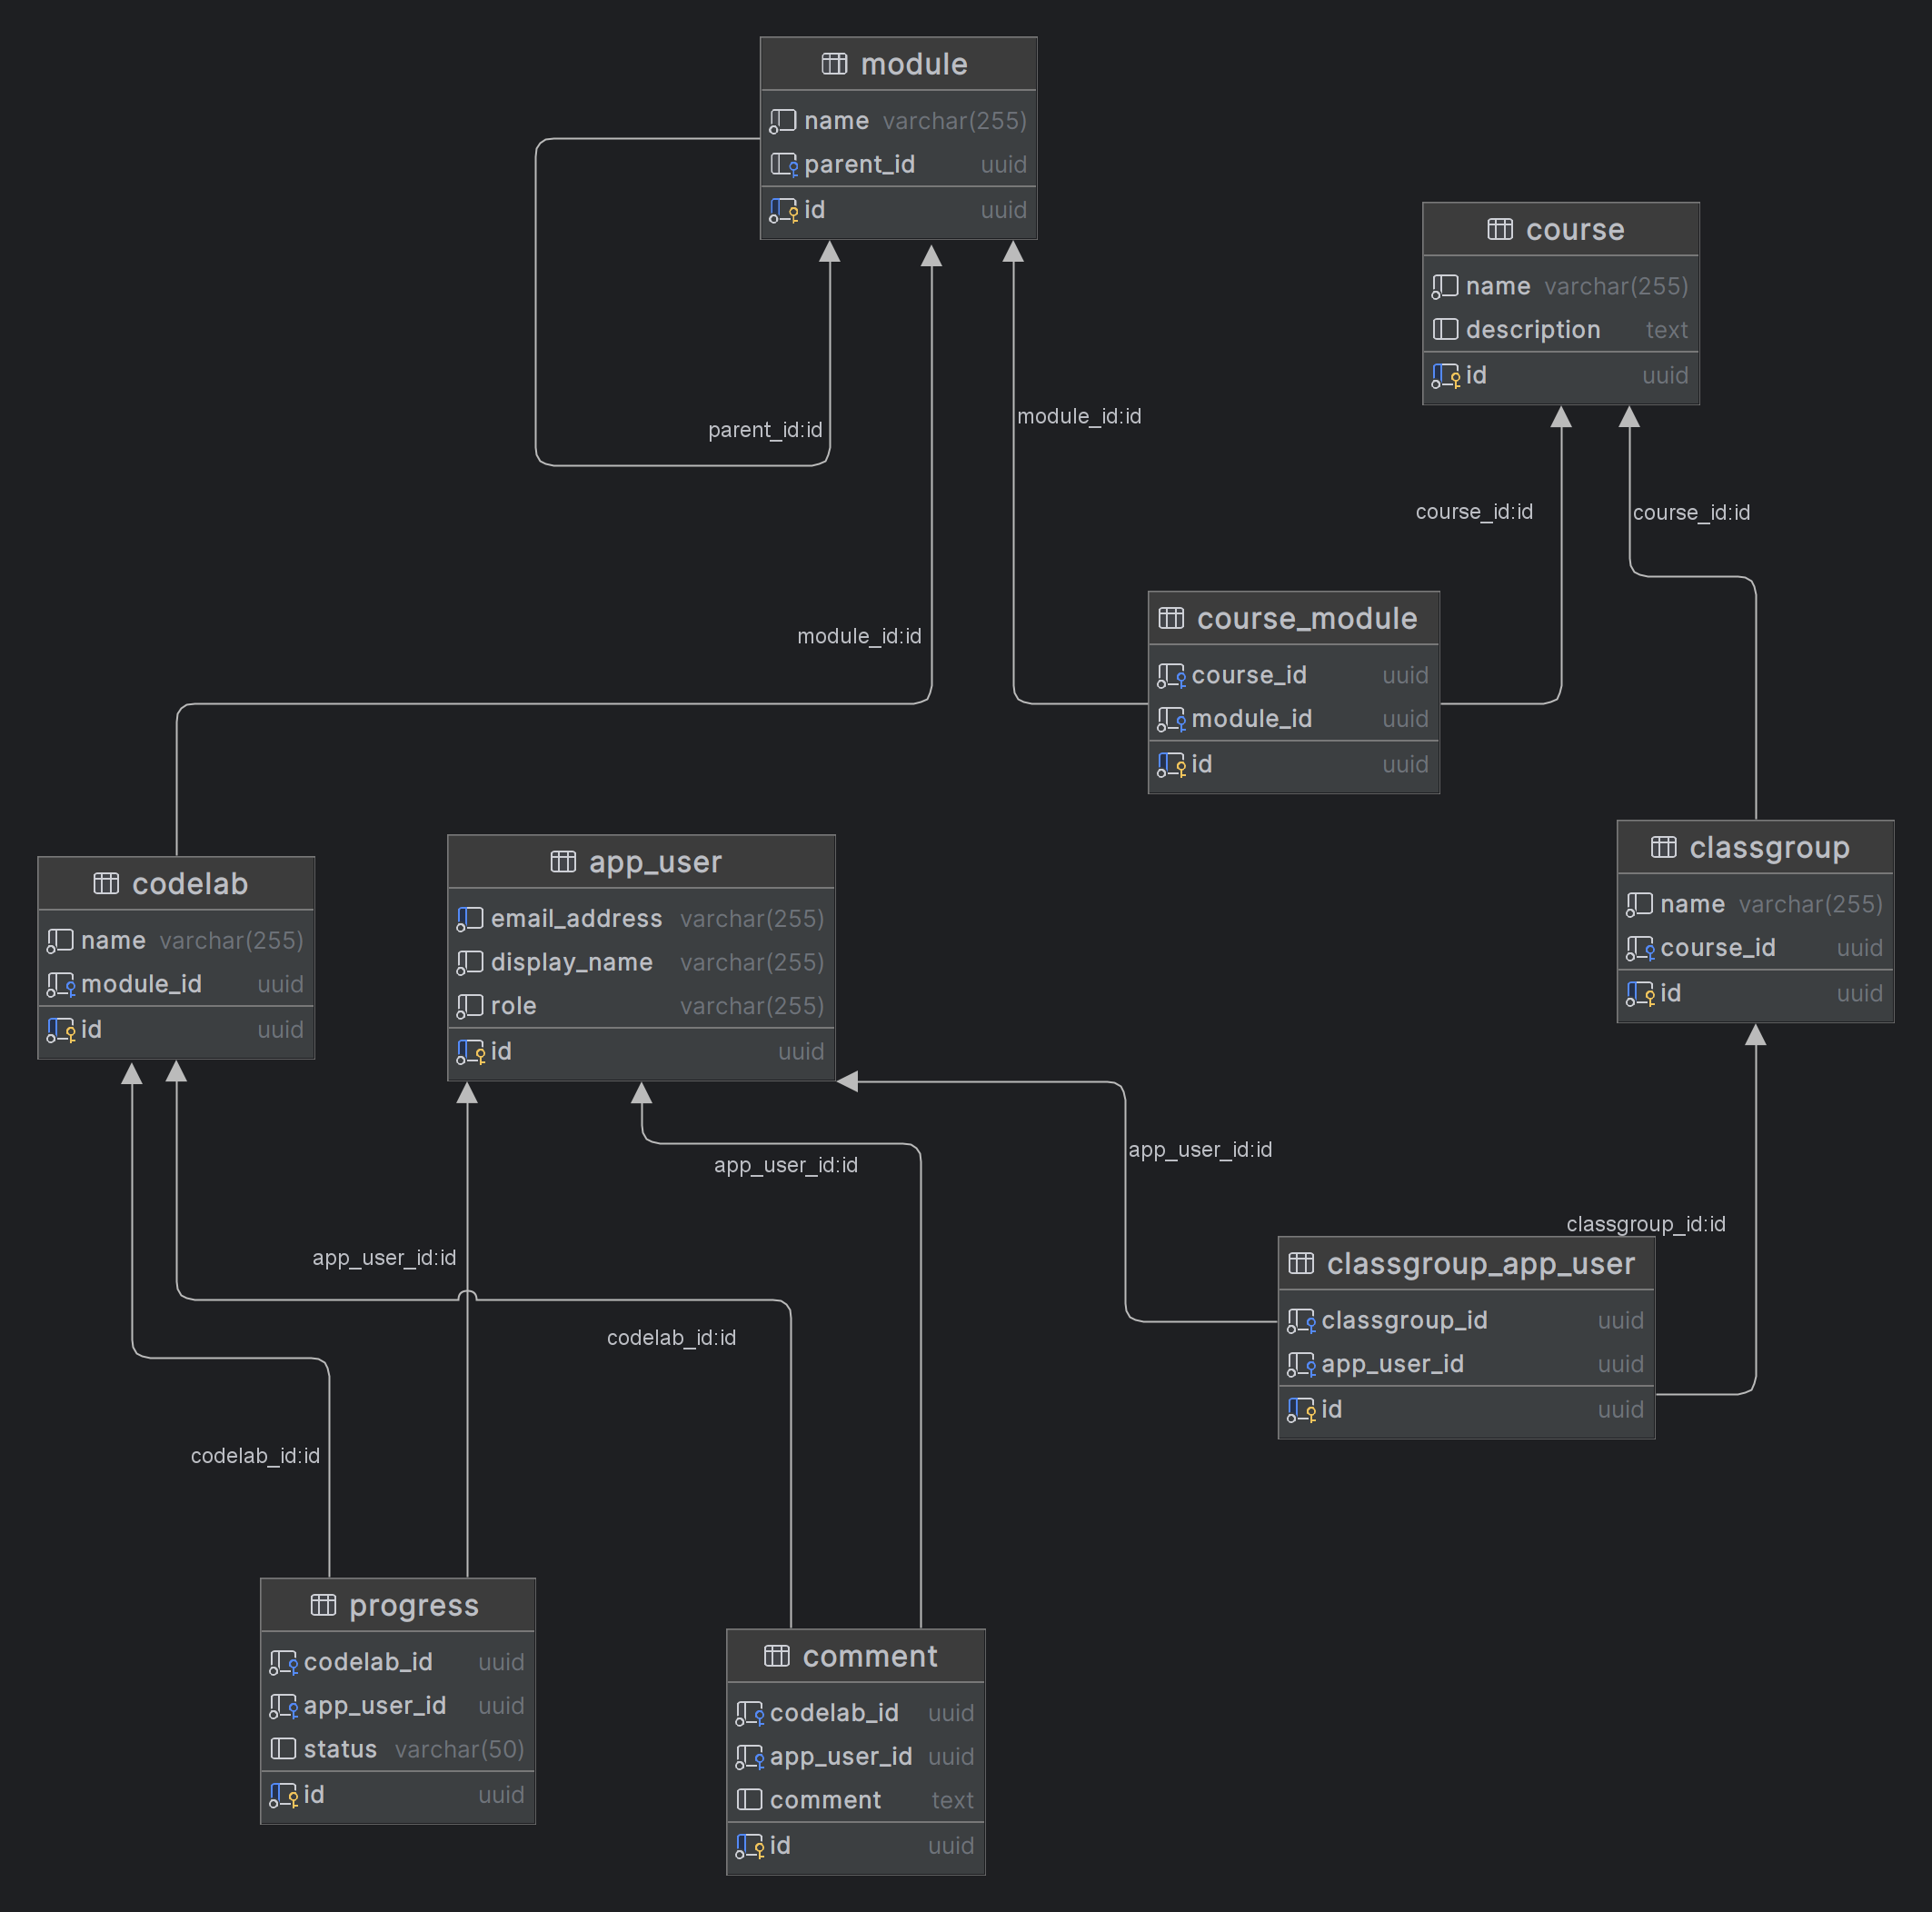 module
name varchar(255)
parent_id uuid
id uuid
course
name varchar(255)
description text
id uuid
parent_id:id
module_id:id
course_id:id
course_id:id
module_id:id
course_module
course_id uuid
module_id uuid
id uuid
codelab
name varchar(255)
module_id uuid
id uuid
app_user
email_address varchar(255)
display_name varchar(255)
role varchar(255)
id uuid
classgroup
name varchar(255)
course_id uuid
id uuid
app_user_id:id
app_user_id:id
app_user_id:id
classgroup_id:id
codelab_id:id
codelab_id:id
classgroup_app_user
classgroup_id uuid
app_user_id uuid
id uuid
progress
codelab_id uuid
app_user_id uuid
status varchar(50)
id uuid
comment
codelab_id uuid
app_user_id uuid
comment text
id uuid